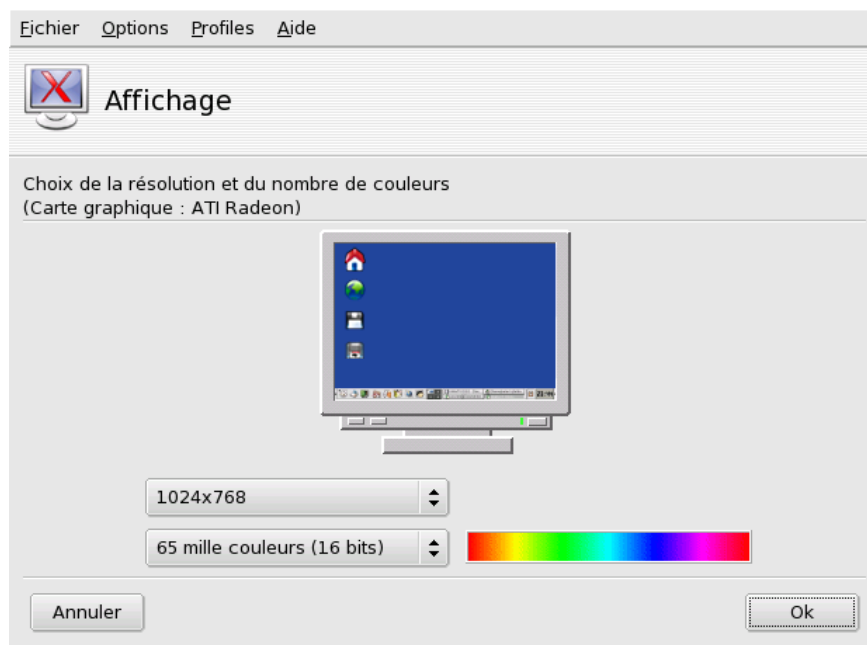 Fichier Options Profiles Aide
Affichage
Choix de la résolution et du nombre de couleurs
(Carte graphique : ATI Radeon)
1024x768
65 mille couleurs (16 bits)
Annuler Ok